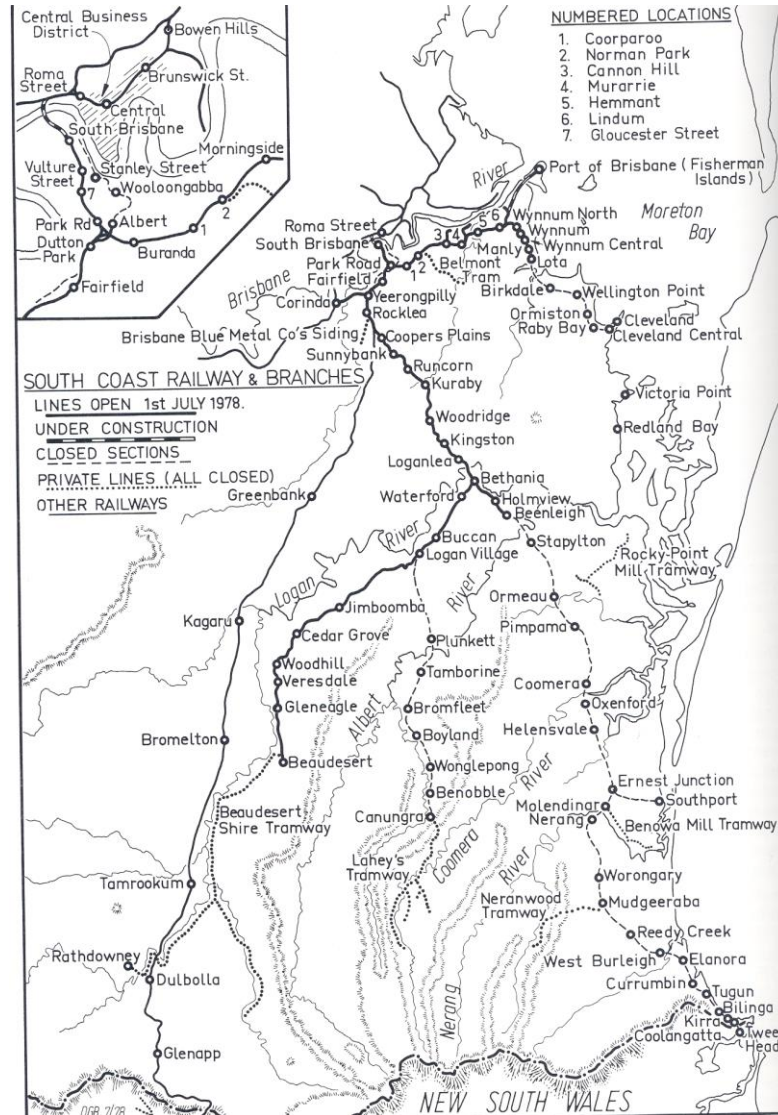 Central Business
District
Bowen Hills
Roma
Street
Brunswick St.
Central
South Brisbane
Morningside
Vulture
Street
Stanley Street
7
Wooloongabba
2
Park Rd
Albert
1
Dutton
Park
Buranda
Fairfield
NUMBERED LOCATIONS
1. Coorparoo
2. Norman Park
3. Cannon Hill
4. Murarrie
5. Hemmant
6. Lindum
7. Gloucester Street
River
Port of Brisbane (Fisherman
Islands)
Moreton
Bay
Roma Street
South Brisbane
3
4
5
6
Wynnum North
Wynnum
Wynnum Central
Manly
Lota
Park Road
Fairfield
1
2
Belmont
Tram
Brisbane
Corinda
Yeerongpilly
Rocklea
Birkdale
Wellington Point
Ormiston
Raby Bay
Cleveland
Cleveland Central
Brisbane Blue Metal Co's Siding
Coopers Plains
Sunnybank
Runcorn
Kuraby
SOUTH COAST RAILWAY & BRANCHES
LINES OPEN 1st JULY 1978.
UNDER CONSTRUCTION
CLOSED SECTIONS
PRIVATE LINES (ALL CLOSED)
OTHER RAILWAYS
Victoria Point
Redland Bay
Woodridge
Kingston
Loganlea
Bethania
Greenbank
Waterford
Holmview
Beenleigh
River
Buccan
Logan Village
Stapylton
Rocky Point
Mill Tramway
Logan
River
Ormeau
Jimboomba
Kagaru
Cedar Grove
Plunkett
Pimpama
Woodhill
Veresdale
Tamborine
Coomera
Oxenford
Gleneagle
Albert
Bromfleet
Helensvale
Bromelton
Boyland
Beaudesert
Wonglepong
River
Ernest Junction
Benobble
Southport
Beaudesert
Shire Tramway
Molendinar
Nerang
Canungra
Benowa Mill Tramway
Coomera
Lahey's
Tramway
River
Tamrookum
Worongary
Neranwood
Tramway
Mudgeeraba
Reedy Creek
Rathdowney
West Burleigh
Elanora
Dulbolla
Currumbin
Tugun
Nerang
Bilinga
Kirra
Coolangatta
Glenapp
NEW SOUTH WALES